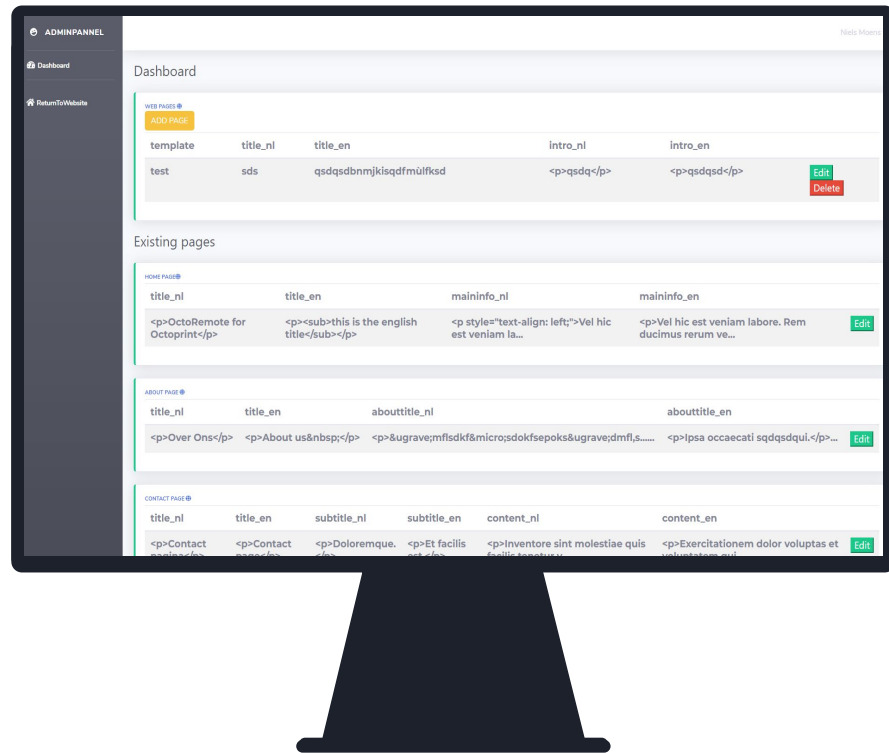 ADMINPANNEL
Niels Moens
Dashboard
ReturnToWebsite
Dashboard
WEB PAGES
ADD PAGE
template title_nl title_en intro_nl intro_en
test sds qsdqsdbnmjkisqdfmùlfksd <p>qsdq</p> <p>qsdqsd</p> Edit
Delete
Existing pages
HOME PAGE
title_nl title_en maininfo_nl maininfo_en
<p>OctoRemote for <p><sub>this is the english <p style="text-align: left;">Vel hic <p>Vel hic est veniam labore. Rem Edit
Octoprint</p> title</sub></p> est veniam la... ducimus rerum ve...
ABOUT PAGE
title_nl title_en abouttitle_nl abouttitle_en
<p>Over Ons</p> <p>About us&nbsp;</p> <p>&ugrave;mflsdkf&micro;sdokfsepoks&ugrave;dmfl,s...... <p>Ipsa occaecati sqdqsdqui.</p>... Edit
CONTACT PAGE
title_nl title_en subtitle_nl subtitle_en content_nl content_en
<p>Contact <p>Contact <p>Doloremque. <p>Et facilis <p>Inventore sint molestiae quis <p>Exercitationem dolor voluptas et Edit